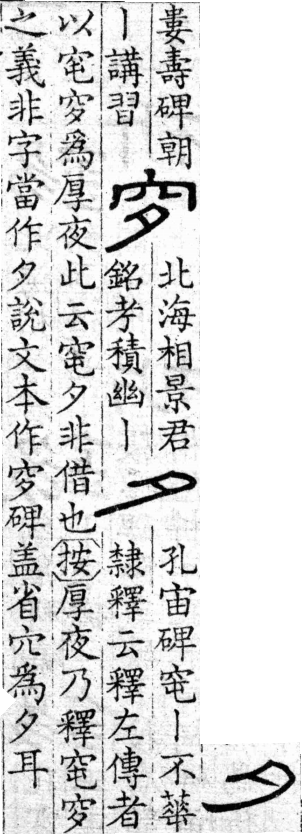 夕
婁壽碑朝
丨講習
穸
北海相景君
銘孝積幽丨
夕
孔宙碑窀丨不蕐
隸釋云釋左傳者
以窀穸爲厚夜此云窀夕非借也按厚夜乃釋窀穸
之義非字當作夕說文本作穸碑盖省穴爲夕耳